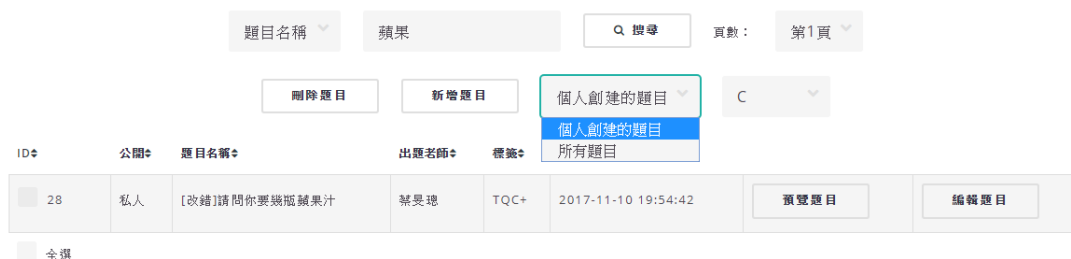 題目名稱 蘋果 搜尋 頁數： 第1頁
刪除題目 新增題目 個人創建的題目 C
個人創建的題目
所有題目
ID 公開 題目名稱 出題老師 標籤
28 私人 [改錯]請問你要幾瓶蘋果汁 蔡旻璁 TQC+ 2017-11-10 19:54:42 預覽題目 編輯題目
全選